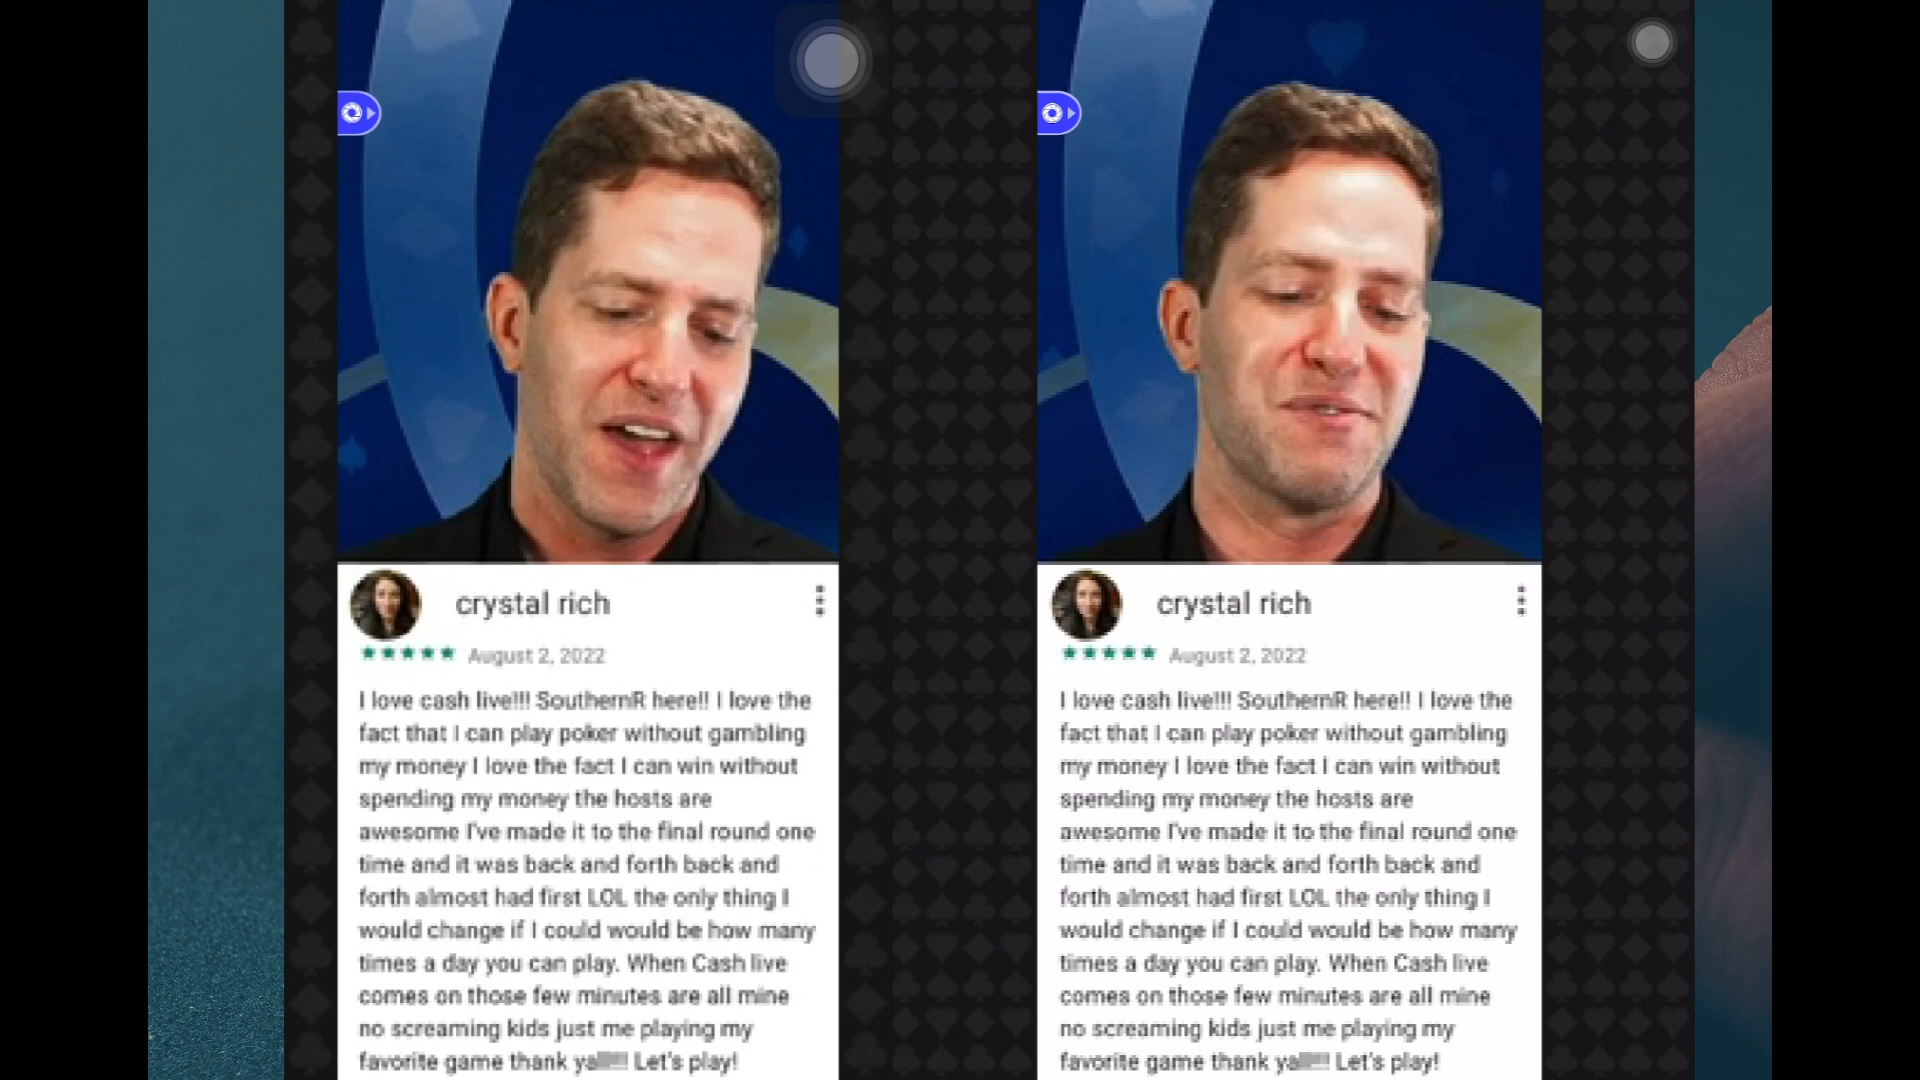 crystal rich
August 2, 2022
I love cash live!!! SouthernR here!! I love the
fact that I can play poker without gambling
my money I love the fact I can win without
spending my money the hosts are
awesome I've made it to the final round one
time and it was back and forth back and
forth almost had first LOL the only thing I
would change if I could would be how many
times a day you can play. When Cash live
comes on those few minutes are all mine
no screaming kids just me playing my
favorite game thank yall!!! Let's play!
crystal rich
August 2, 2022
I love cash live!!! SouthernR here!! I love the
fact that I can play poker without gambling
my money I love the fact I can win without
spending my money the hosts are
awesome I've made it to the final round one
time and it was back and forth back and
forth almost had first LOL the only thing I
would change if I could would be how many
times a day you can play. When Cash live
comes on those few minutes are all mine
no screaming kids just me playing my
favorite game thank yall!!! Let's play!